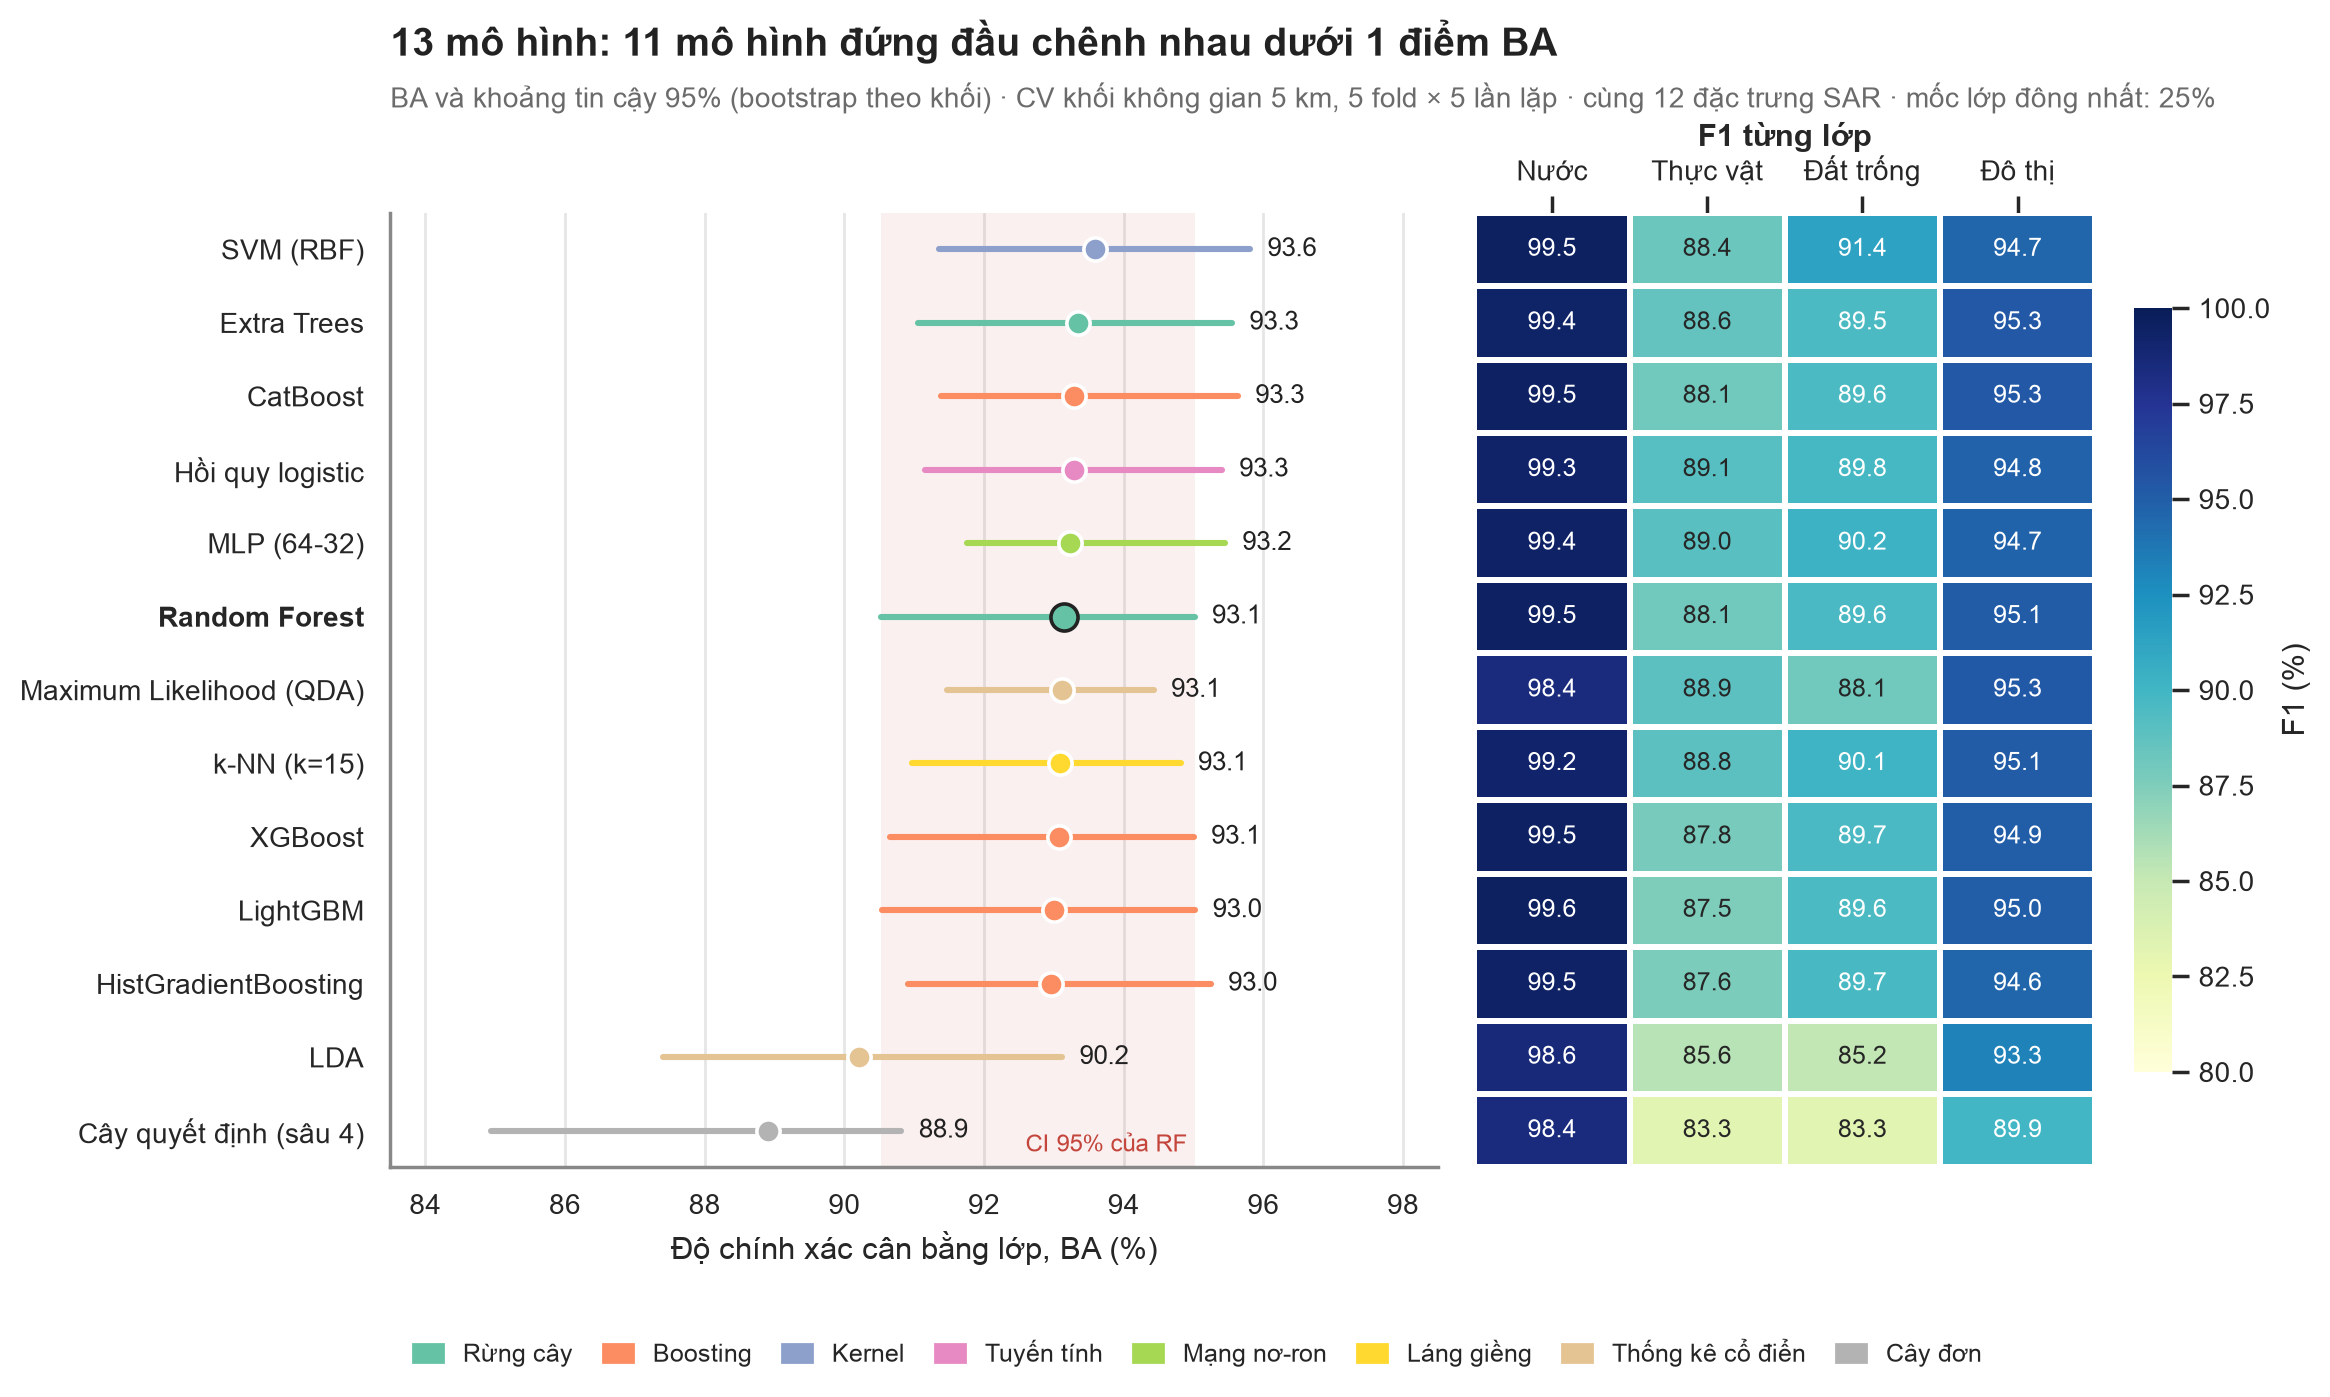 13 mô hình: 11 mô hình đứng đầu chênh nhau dưới 1 điểm BA
BA và khoảng tin cậy 95% (bootstrap theo khối) · CV khối không gian 5 km, 5 fold × 5 lần lặp · cùng 12 đặc trưng SAR · mốc lớp đông nhất: 25%
F1 từng lớp
Nước Thực vật Đất trống Đô thị
SVM (RBF) 93.6 99.5 88.4 91.4 94.7
Extra Trees 93.3 99.4 88.6 89.5 95.3
CatBoost 93.3 99.5 88.1 89.6 95.3
Hồi quy logistic 93.3 99.3 89.1 89.8 94.8
MLP (64-32) 93.2 99.4 89.0 90.2 94.7
Random Forest 93.1 99.5 88.1 89.6 95.1
Maximum Likelihood (QDA) 93.1 98.4 88.9 88.1 95.3
k-NN (k=15) 93.1 99.2 88.8 90.1 95.1
XGBoost 93.1 99.5 87.8 89.7 94.9
LightGBM 93.0 99.6 87.5 89.6 95.0
HistGradientBoosting 93.0 99.5 87.6 89.7 94.6
LDA 90.2 98.6 85.6 85.2 93.3
Cây quyết định (sâu 4) 88.9 98.4 83.3 83.3 89.9
CI 95% của RF
84 86 88 90 92 94 96 98
Độ chính xác cân bằng lớp, BA (%)
100.0
97.5
95.0
92.5
90.0
87.5
85.0
82.5
80.0
F1 (%)
Rừng cây Boosting Kernel Tuyến tính Mạng nơ-ron Láng giềng Thống kê cổ điển Cây đơn